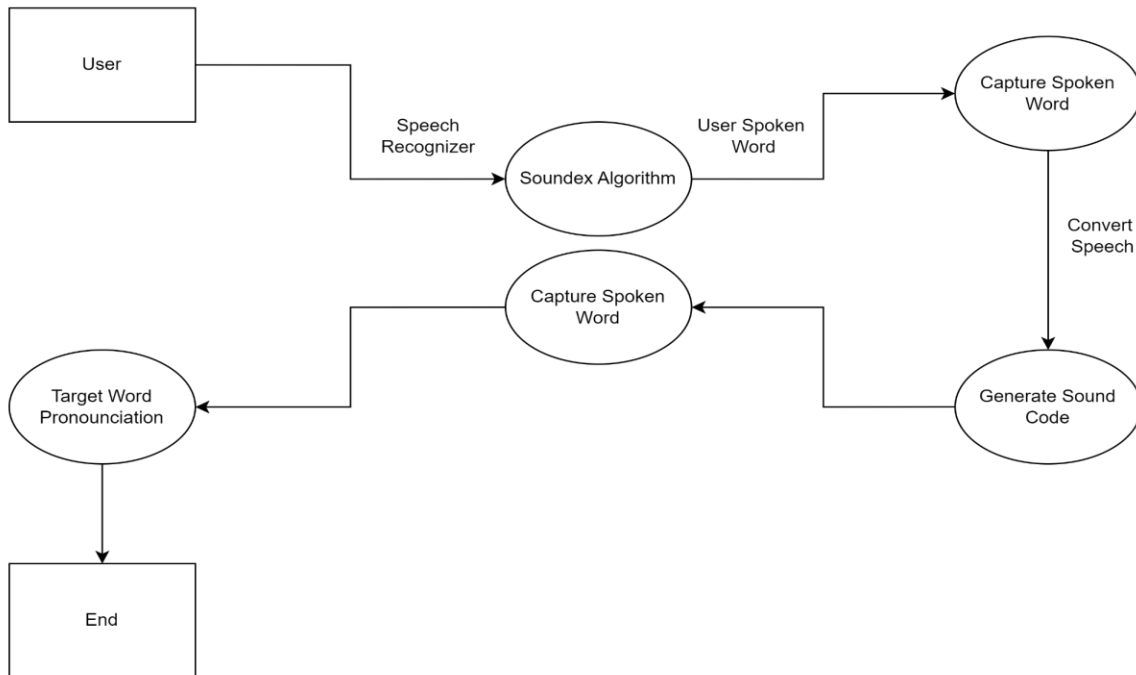 User
Speech
Recognizer
Soundex Algorithm
User Spoken
Word
Capture Spoken
Word
Convert
Speech
Generate Sound
Code
Capture Spoken
Word
Target Word
Pronounciation
End